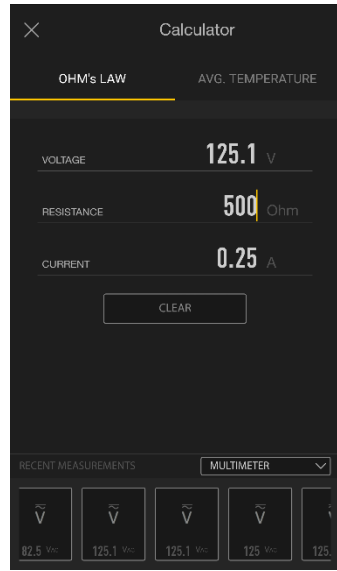 Calculator
OHM's LAW AVG. TEMPERATURE
VOLTAGE 125.1 V
RESISTANCE 500 Ohm
CURRENT 0.25 A
CLEAR
RECENT MEASUREMENTS MULTIMETER
V V V V
82.5 VAC 125.1 VAC 125.1 VAC 125 VAC 125.